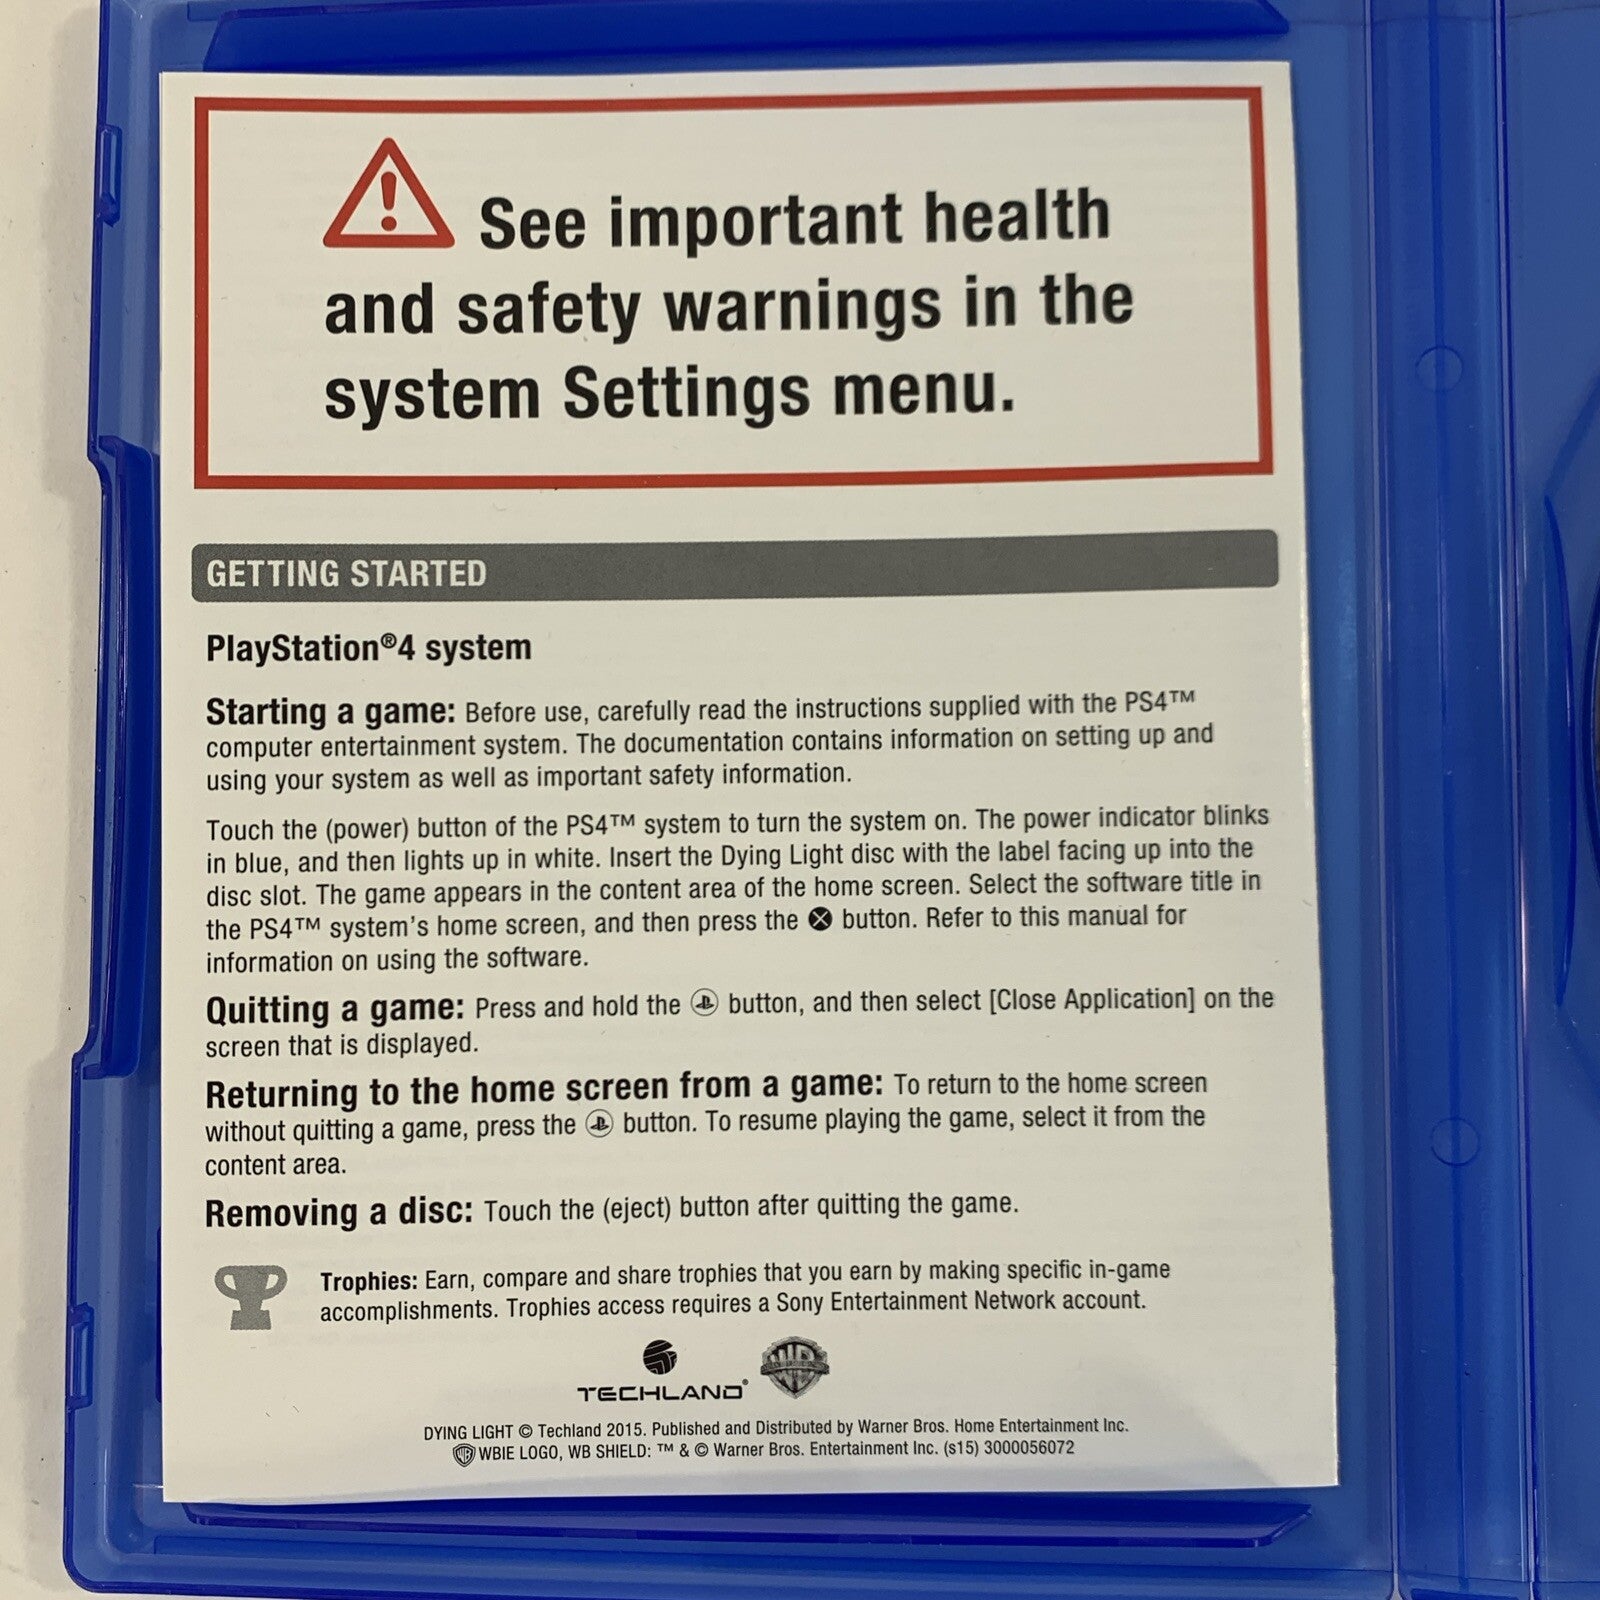 See important health
and safety warnings in the
system Settings menu.
GETTING STARTED
PlayStation®4 system
Starting a game: Before use, carefully read the instructions supplied with the PS4™
computer entertainment system. The documentation contains information on setting up and
using your system as well as important safety information.
Touch the (power) button of the PS4™ system to turn the system on. The power indicator blinks
in blue, and then lights up in white. Insert the Dying Light disc with the label facing up into the
disc slot. The game appears in the content area of the home screen. Select the software title in
the PS4™ system's home screen, and then press the ⊗ button. Refer to this manual for
information on using the software.
Quitting a game: Press and hold the button, and then select [Close Application] on the
screen that is displayed.
Returning to the home screen from a game: To return to the home screen
without quitting a game, press the button. To resume playing the game, select it from the
content area.
Removing a disc: Touch the (eject) button after quitting the game.
Trophies: Earn, compare and share trophies that you earn by making specific in-game
accomplishments. Trophies access requires a Sony Entertainment Network account.
TECHLAND®
DYING LIGHT © Techland 2015. Published and Distributed by Warner Bros. Home Entertainment Inc.
WBIE LOGO, WB SHIELD: ™ & © Warner Bros. Entertainment Inc. (s15) 3000056072